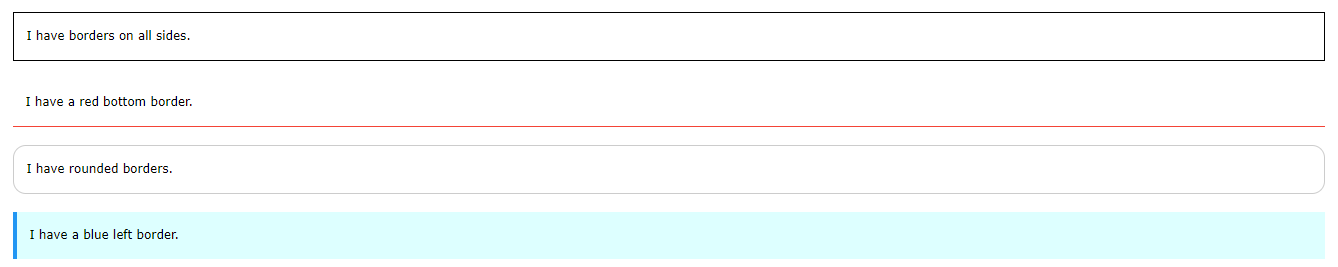 I have borders on all sides.
I have a red bottom border.
I have rounded borders.
I have a blue left border.